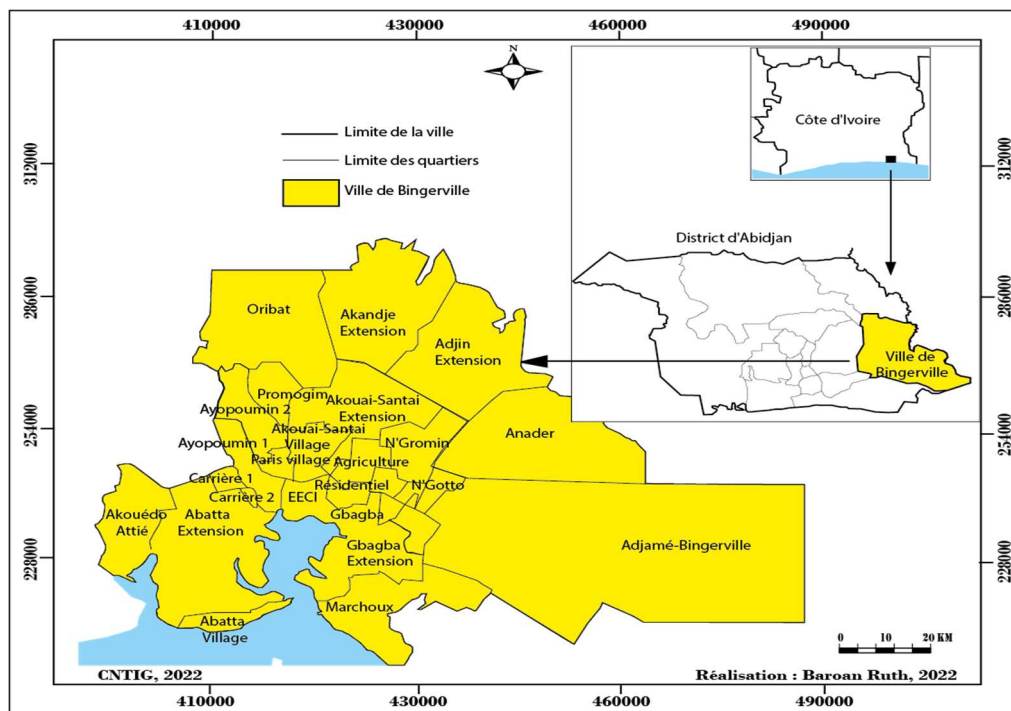 410000 430000 460000 490000
N
Côte d'Ivoire
Limite de la ville
Limite des quartiers
Ville de Bingerville
312000
312000
District d'Abidjan
286000
286000
Oribat
Akandje
Extension
Adjin
Extension
Ville de
Bingerville
Promogim
Ayopoumin 2
Akouai-Santai
Extension
254000
254000
Akouai-Santai
Village
Ayopoumin 1
N'Gromin
Anader
Paris village
Agriculture
Carrière 1
Résidentiel
N'Gotto
Carrière 2
EECI
Akouédo
Attié
Abatta
Extension
Gbagba
Gbagba
Extension
Adjamé-Bingerville
228000
228000
Marchoux
Abatta
Village
0 10 20 KM
CNTIG, 2022
Réalisation : Baroan Ruth, 2022
410000 430000 460000 490000